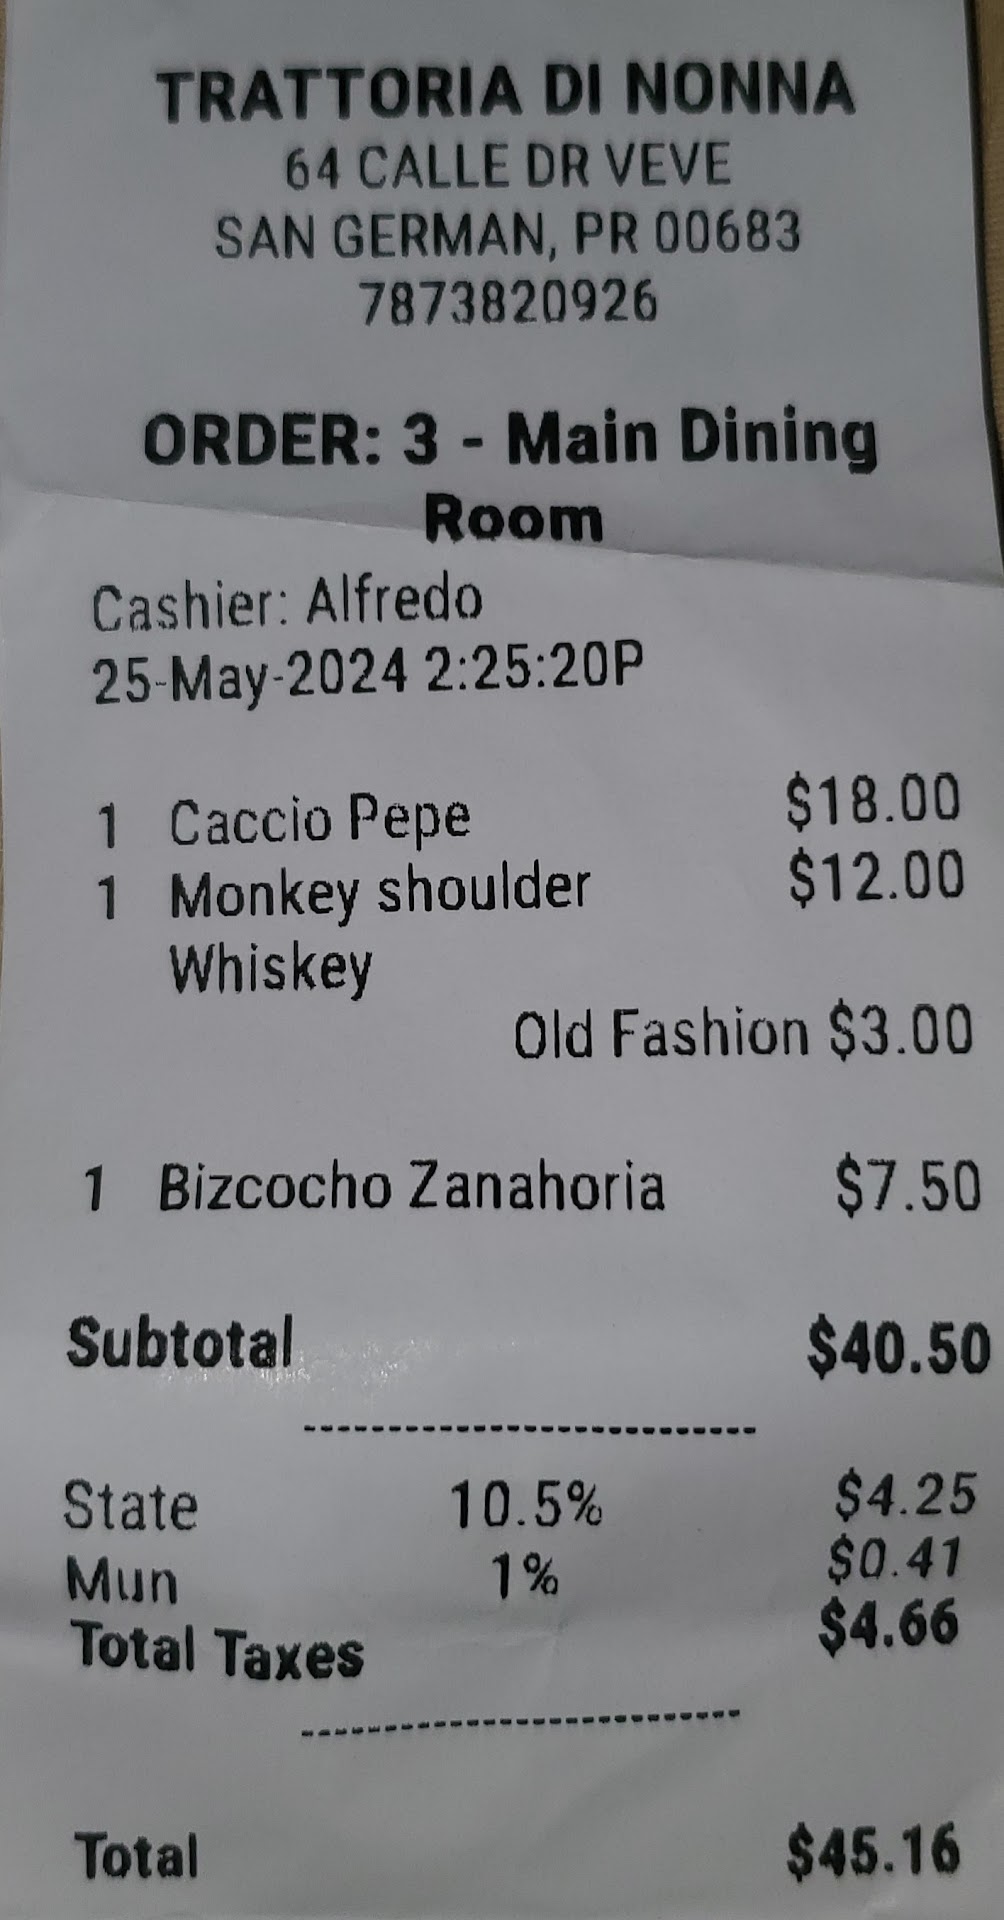 TRATTORIA DI NONNA
64 CALLE DR VEVE
SAN GERMAN, PR 00683
7873820926
ORDER: 3 - Main Dining
Room
Cashier: Alfredo
25-May-2024 2:25:20P
1 Caccio Pepe $18.00
1 Monkey shoulder $12.00
Whiskey
Old Fashion $3.00
1 Bizcocho Zanahoria $7.50
Subtotal $40.50
---------------------------
State 10.5% $4.25
Mun 1% $0.41
Total Taxes $4.66
---------------------------
Total $45.16